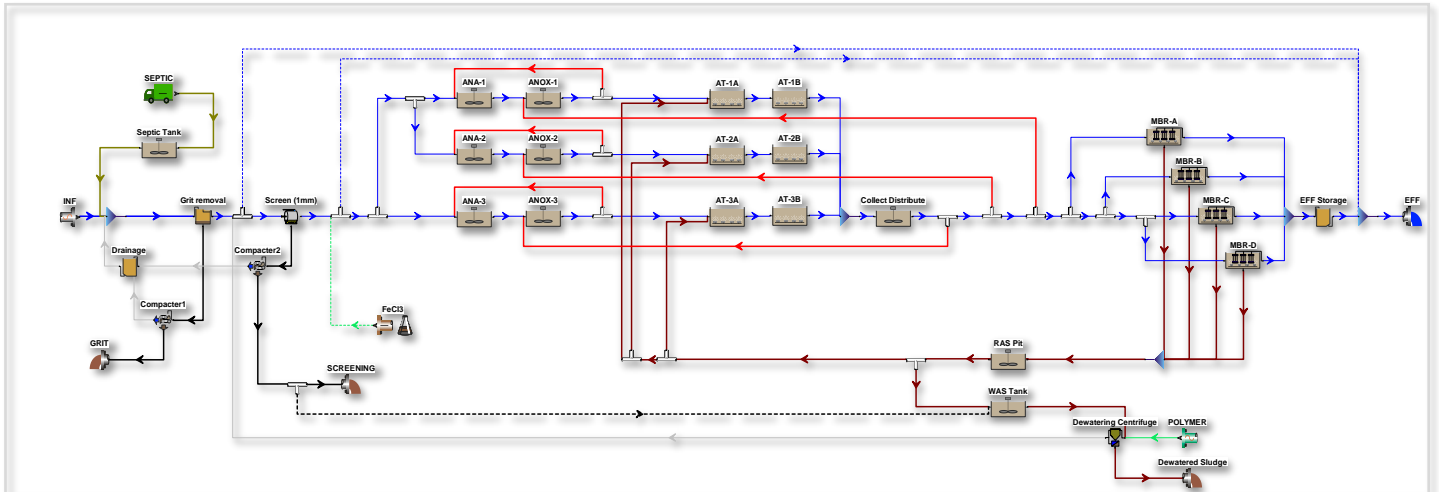 SEPTIC
Septic Tank
INF
Grit removal
Screen (1mm)
Drainage
Compacter2
Compacter1
GRIT
SCREENING
FeCl3
ANA-1
ANOX-1
AT-1A
AT-1B
ANA-2
ANOX-2
AT-2A
AT-2B
ANA-3
ANOX-3
AT-3A
AT-3B
Collect Distribute
MBR-A
MBR-B
MBR-C
MBR-D
EFF Storage
EFF
RAS Pit
WAS Tank
Dewatering Centrifuge
POLYMER
Dewatered Sludge